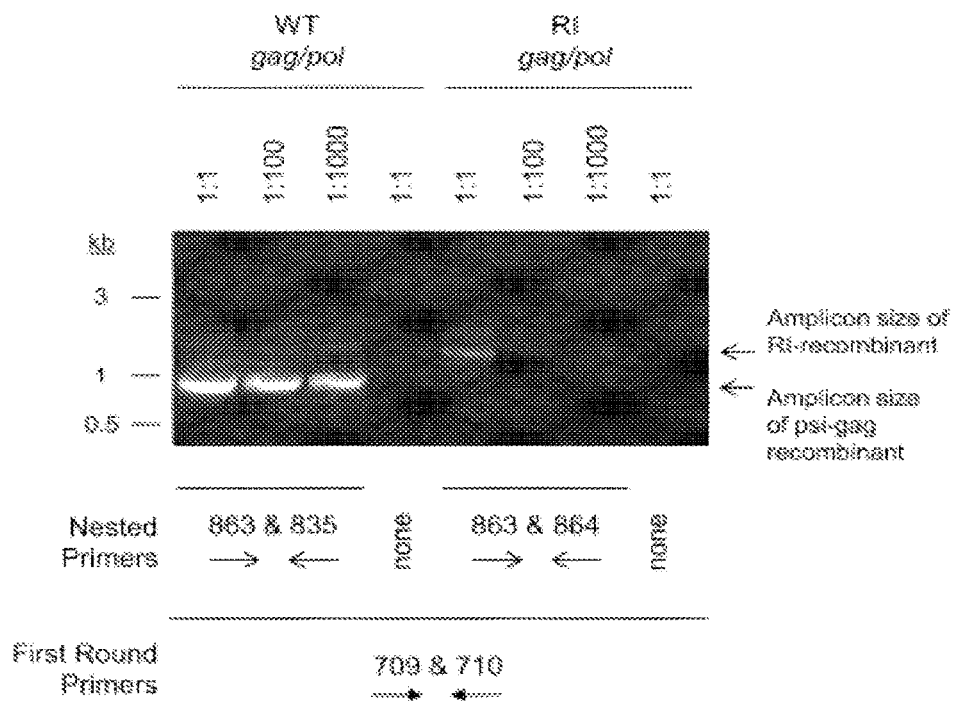 WT
gag/pol
RI
gag/pol
1:1
1:100
1:1000
1:1
1:1
1:100
1:1000
1:1
kb
3
1
0.5
Amplicon size of
RI-recombinant
Amplicon size
of psi-gag
recombinant
Nested
Primers
863 & 835
none
863 & 864
none
First Round
Primers
709 & 710